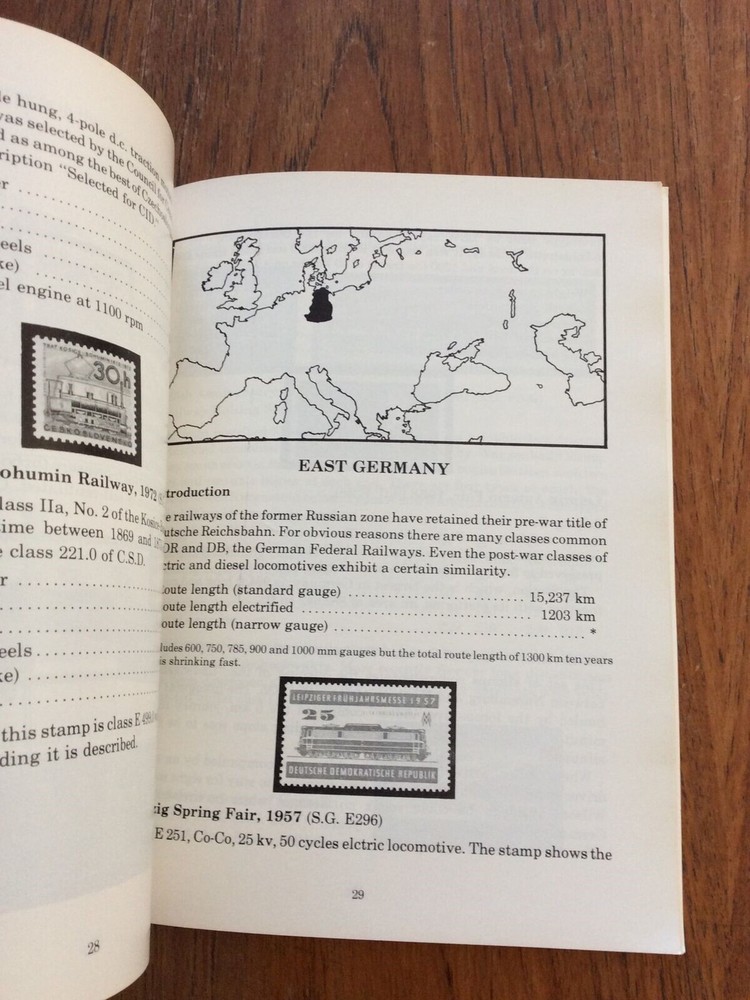 le hung, 4-pole d.c. traction
was selected by the Council for
d as among the best of
ription "Selected for CID"
r
eels
ke)
el engine at 1100 rpm
30h
CESKOSLOVENSKO
ohumin Railway, 1972
lass IIa, No. 2 of the
time between 1869 and
e class 221.0 of C.S.D.
r
eels
ke)
this stamp is class E 499.
ding it is described.
28
EAST GERMANY
troduction
e railways of the former Russian zone have retained their pre-war title of
utsche Reichsbahn. For obvious reasons there are many classes common
DR and DB, the German Federal Railways. Even the post-war classes of
ctric and diesel locomotives exhibit a certain similarity.
oute length (standard gauge) 15,237 km
oute length electrified 1203 km
oute length (narrow gauge) *
ludes 600, 750, 785, 900 and 1000 mm gauges but the total route length of 1300 km ten years
is shrinking fast.
LEIPZIGER FRÜHJAHRSMESSE 1957
25
DEUTSCHE DEMOKRATISCHE REPUBLIK
zig Spring Fair, 1957 (S.G. E296)
E 251, Co-Co, 25 kv, 50 cycles elctric locomotive. The stamp shows the
29